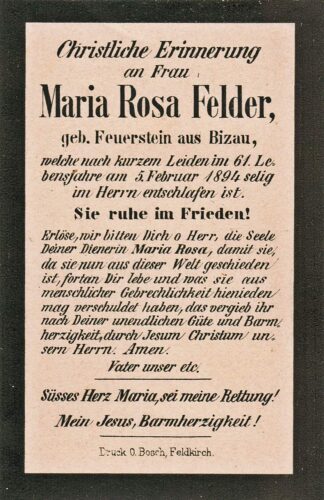 Christliche Erinnerung
an Frau
Maria Rosa Felder,
geb. Feuerstein aus Bizau,
welche nach kurzem Leiden im 61. Le-
bensfahre am 5. Februar 1894 selig
im Herrn entschlafen ist.
Sie ruhe im Frieden!
Erlöse, wir bitten Dich o Herr, die Seele
Deiner Dienerin Maria Rosa, damit sie,
da sie nun aus dieser Welt geschieden
ist, fortan Dir lebe und was sie aus
menschlicher Gebrechlichkeit hienieden
mag verschuldet haben, das vergieb ihr
nach Deiner unendlichen Güte und Barm-
herzigkeit, durch Jesum Christum un-
sern Herrn. Amen.
Vater unser etc.
Süsses Herz Maria, sei meine Rettung!
Mein Jesus, Barmherzigkeit!
Druck O. Bosch, Feldkirch.